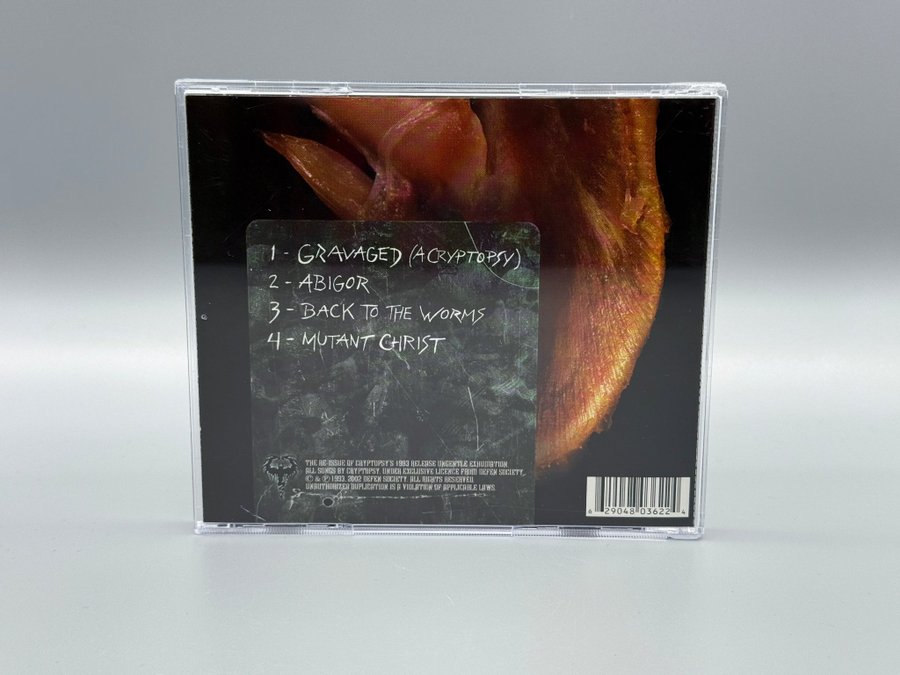 1 - GRAVAGED (A CRYPTOPSY)
2 - ABIGOR
3 - BACK TO THE WORMS
4 - MUTANT CHRIST
THE RE-ISSUE OF CRYPTOPSY'S 1993 RELEASE UNGENTLE EXHUMATION
ALL SONGS BY CRYPTOPSY. UNDER EXCLUSIVE LICENCE FROM DEFEN SOCIETY.
© & ℗ 1993, 2002 DEFEN SOCIETY. ALL RIGHTS RESERVED
UNAUTHORIZED DUPLICATION IS A VIOLATION OF APPLICABLE LAWS.
6 29048 03622 4